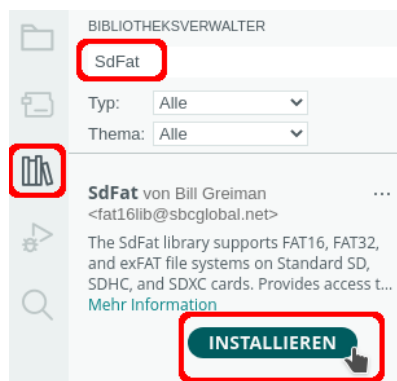 BIBLIOTHEKSVERWALTER
SdFat
Typ: Alle
Thema: Alle
SdFat von Bill Greiman
<fat16lib@sbcglobal.net>
The SdFat library supports FAT16, FAT32,
and exFAT file systems on Standard SD,
SDHC, and SDXC cards. Provides access t...
Mehr Information
INSTALLIEREN